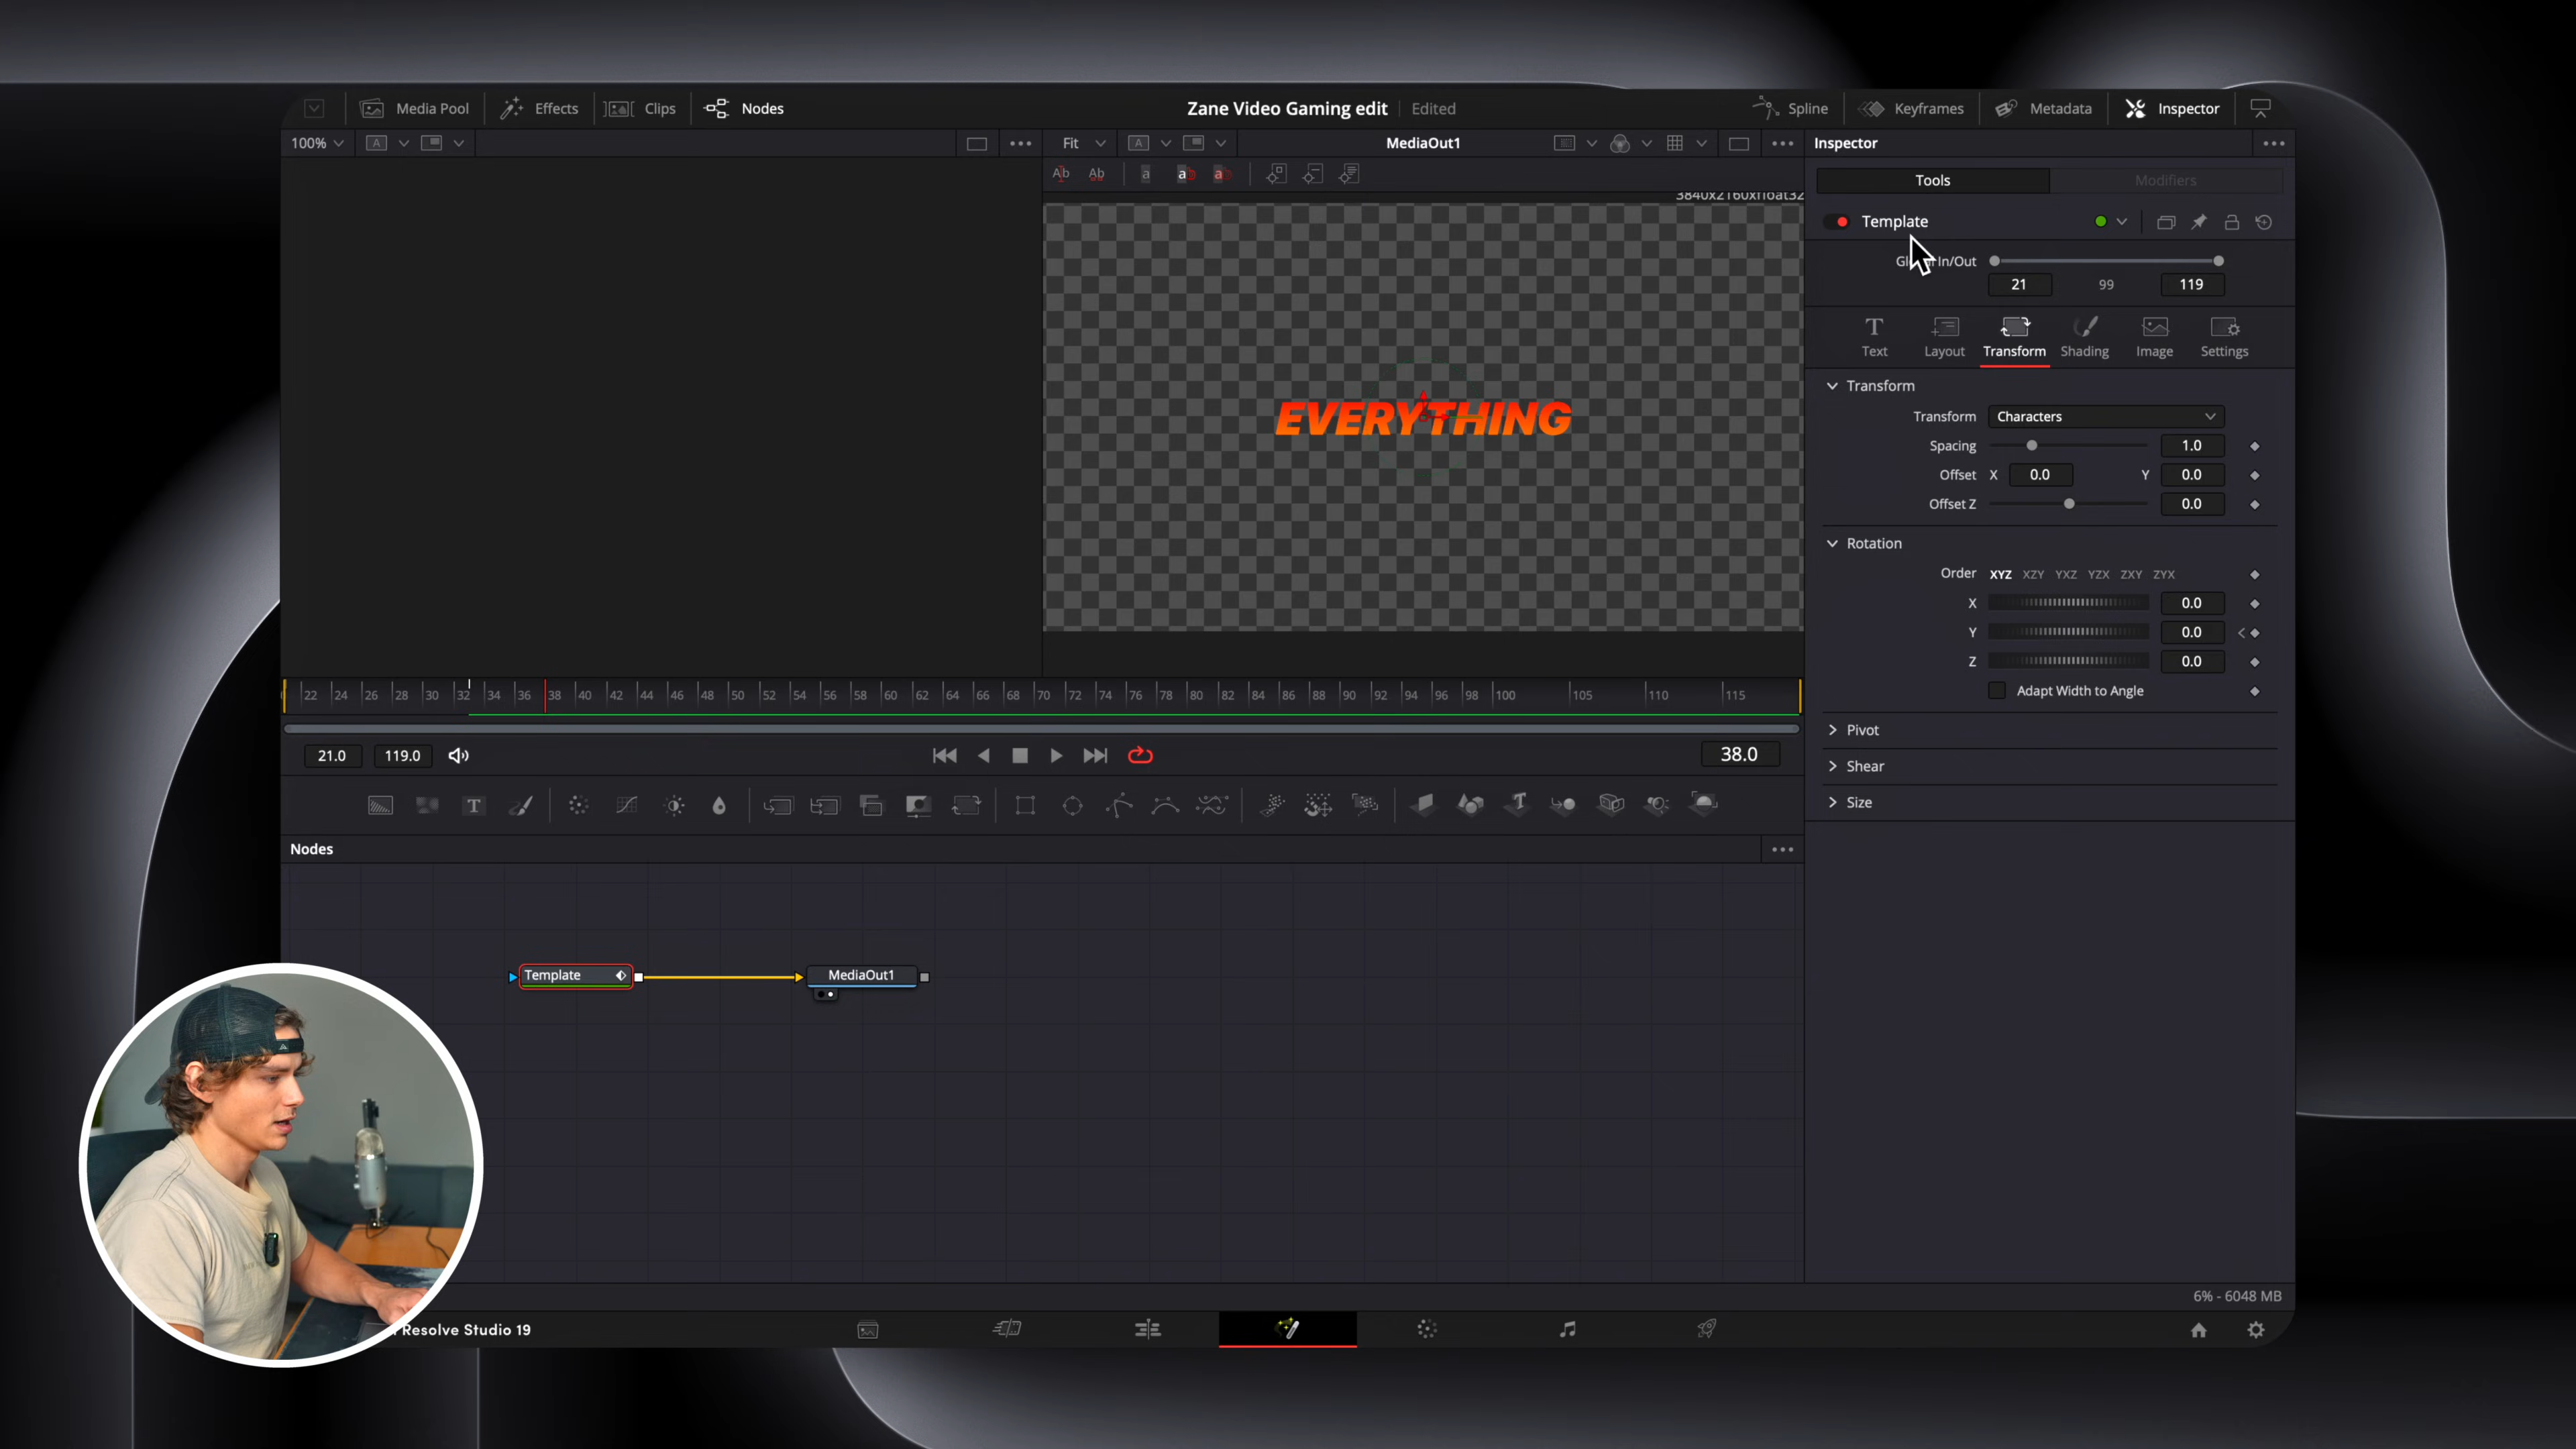 Media Pool Effects Clips Nodes Zane Video Gaming edit Edited Spline Keyframes Metadata Inspector
100% A Fit A MediaOut1 Inspector
Tools Modifiers
3840x2160xfloat32
Template
In/Out
21 99 119
Text Layout Transform Shading Image Settings
Transform
Transform Characters
Spacing 1.0
Offset X 0.0 Y 0.0
Offset Z 0.0
EVERYTHING
Rotation
Order XYZ XZY YXZ YZX ZXY ZYX
X 0.0
Y 0.0
Z 0.0
Adapt Width to Angle
Pivot
Shear
Size
22 24 26 28 30 32 34 36 38 40 42 44 46 48 50 52 54 56 58 60 62 64 66 68 70 72 74 76 78 80 82 84 86 88 90 92 94 96 98 100 105 110 115
21.0 119.0 38.0
Nodes
Template MediaOut1
6% - 6048 MB
Resolve Studio 19